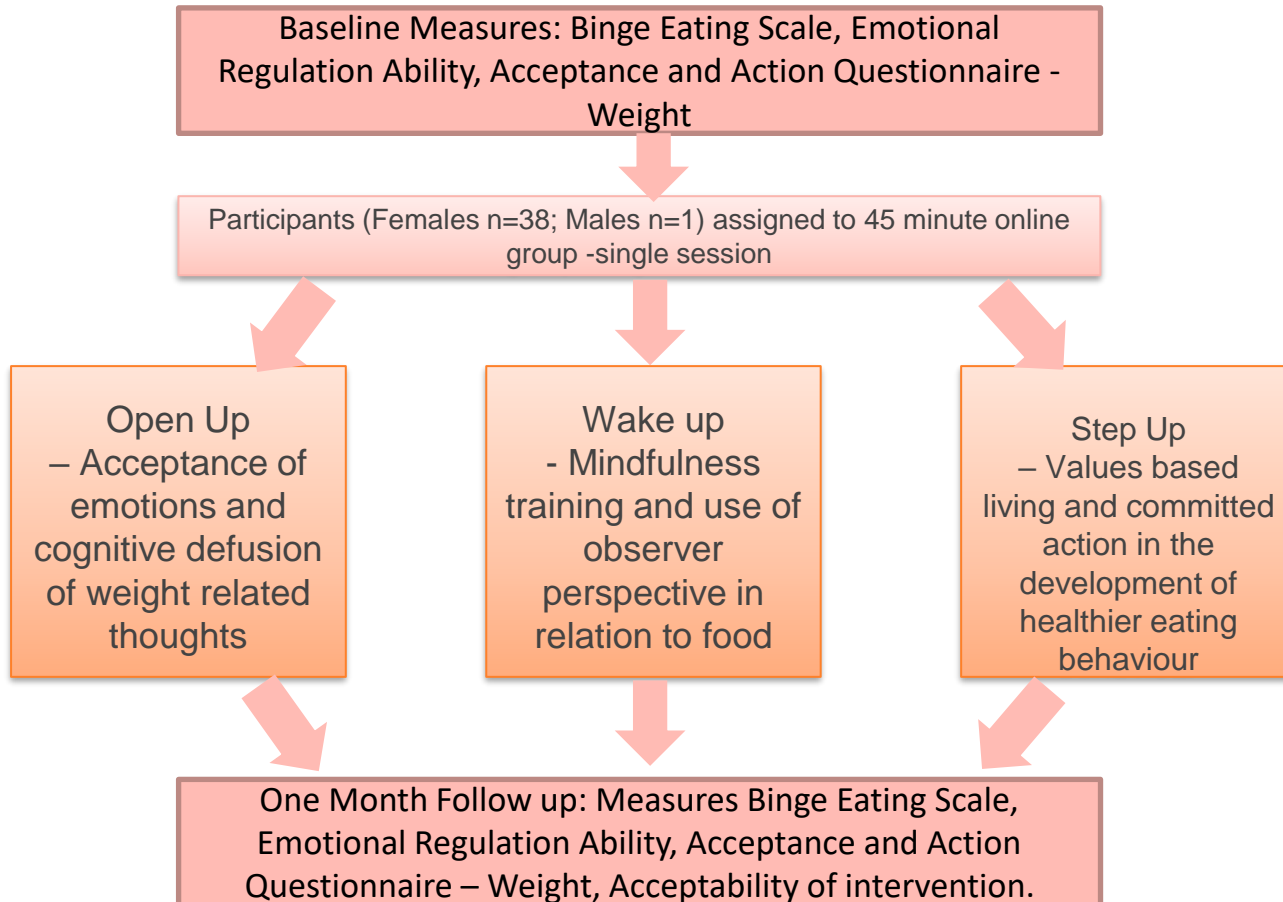 Baseline Measures: Binge Eating Scale, Emotional
Regulation Ability, Acceptance and Action Questionnaire -
Weight
Participants (Females n=38; Males n=1) assigned to 45 minute online
group -single session
Open Up
– Acceptance of
emotions and
cognitive defusion
of weight related
thoughts
Wake up
- Mindfulness
training and use of
observer
perspective in
relation to food
Step Up
– Values based
living and committed
action in the
development of
healthier eating
behaviour
One Month Follow up: Measures Binge Eating Scale,
Emotional Regulation Ability, Acceptance and Action
Questionnaire – Weight, Acceptability of intervention.